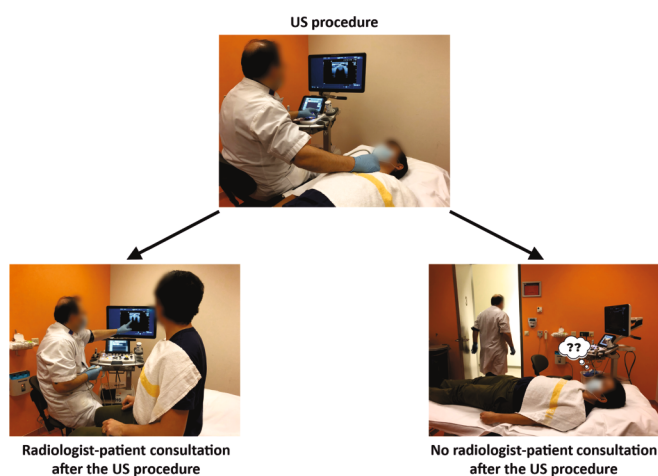 US procedure
??
Radiologist-patient consultation
after the US procedure
No radiologist-patient consultation
after the US procedure